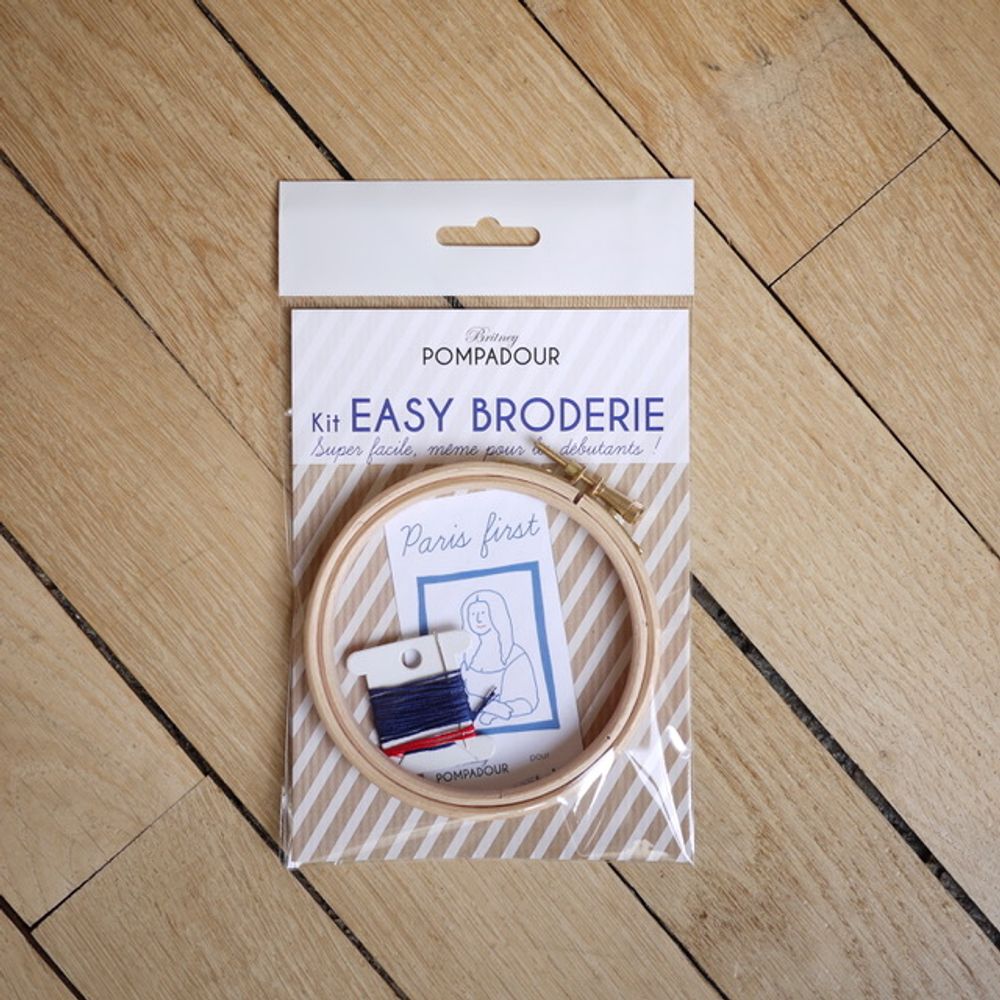 Britney
POMPADOUR
Kit EASY BRODERIE
Super facile, même pour les débutants !
Paris first
POMPADOUR
pour